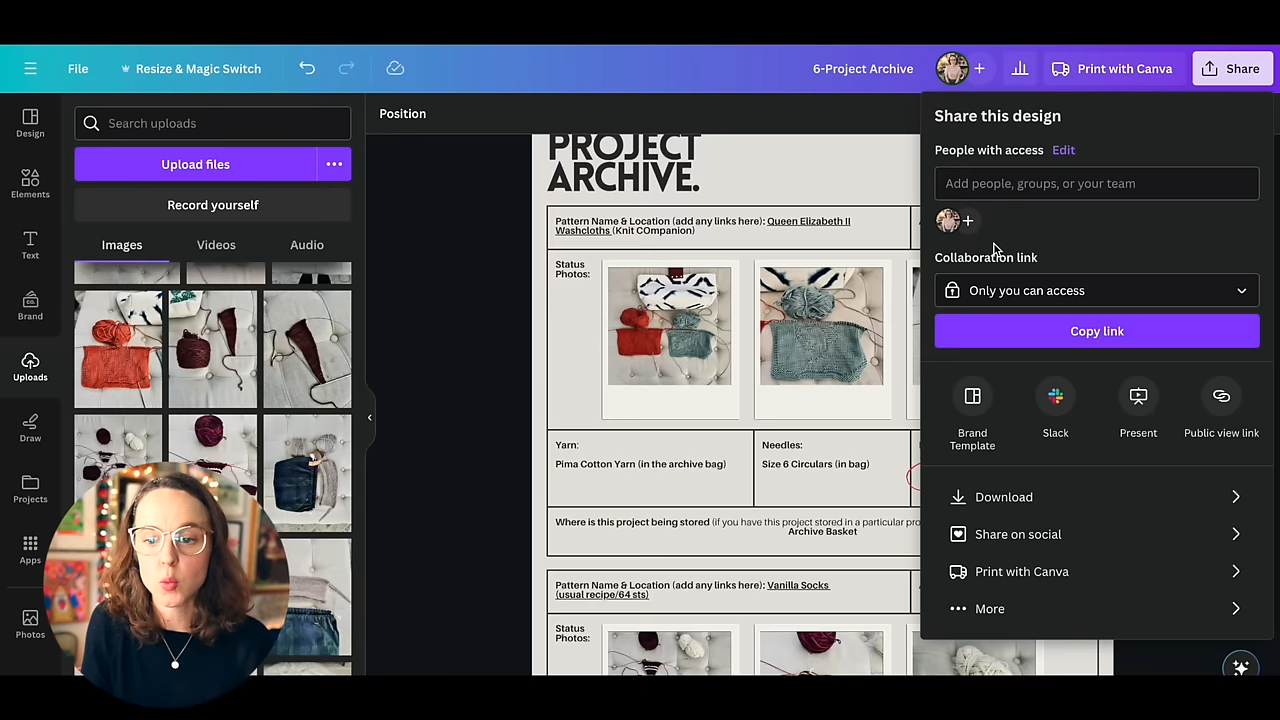 File
Resize & Magic Switch
6-Project Archive
Print with Canva
Share
Design
Elements
Text
Brand
Uploads
Draw
Projects
Apps
Photos
Search uploads
Upload files
Record yourself
Images
Videos
Audio
Position
PROJECT
ARCHIVE.
Pattern Name & Location (add any links here): Queen Elizabeth II
Washcloths (Knit COmpanion)
Status
Photos:
Yarn:
Pima Cotton Yarn (in the archive bag)
Needles:
Size 6 Circulars (in bag)
Where is this project being stored (if you have this project stored in a particular pro
Archive Basket
Pattern Name & Location (add any links here): Vanilla Socks
(usual recipe/64 sts)
Status
Photos:
Share this design
People with access Edit
Add people, groups, or your team
Collaboration link
Only you can access
Copy link
Brand
Template
Slack
Present
Public view link
Download
Share on social
Print with Canva
More